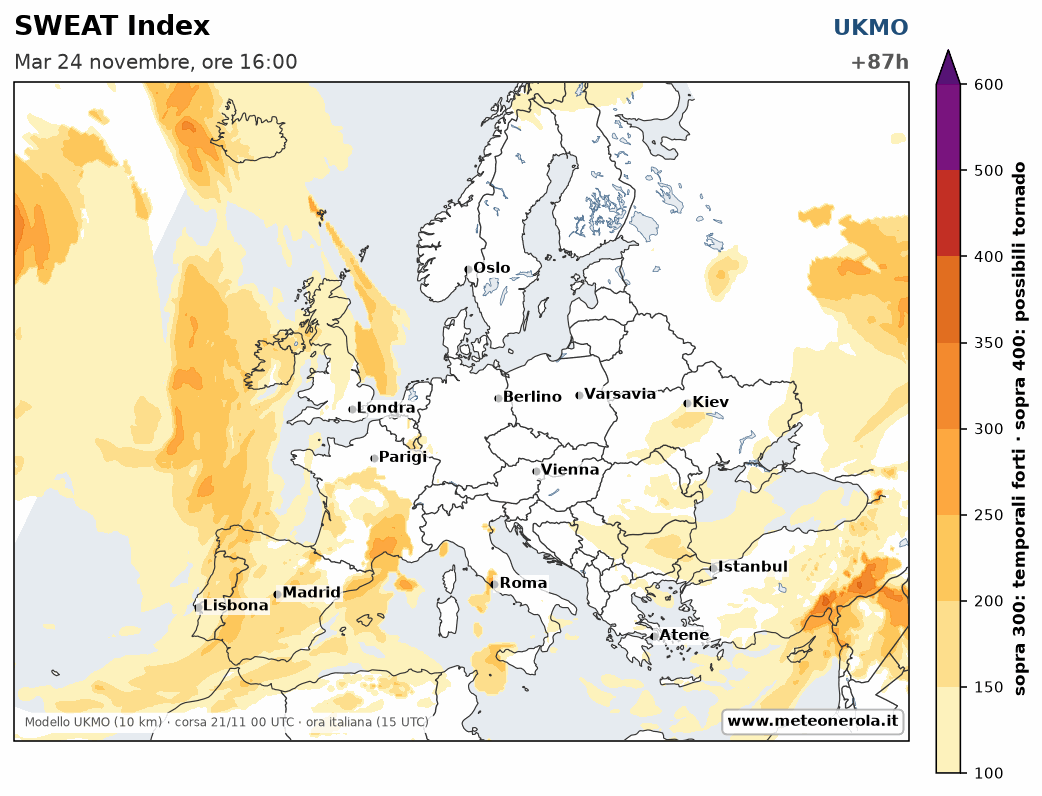 SWEAT Index
UKMO
Mar 24 novembre, ore 16:00
+87h
600
500
400
350
300
250
200
150
100
sopra 300: temporali forti · sopra 400: possibili tornado
Oslo
Berlino
Varsavia
Londra
Kiev
Parigi
Vienna
Istanbul
Roma
Madrid
Lisbona
Atene
Modello UKMO (10 km) · corsa 21/11 00 UTC · ora italiana (15 UTC)
www.meteonerola.it